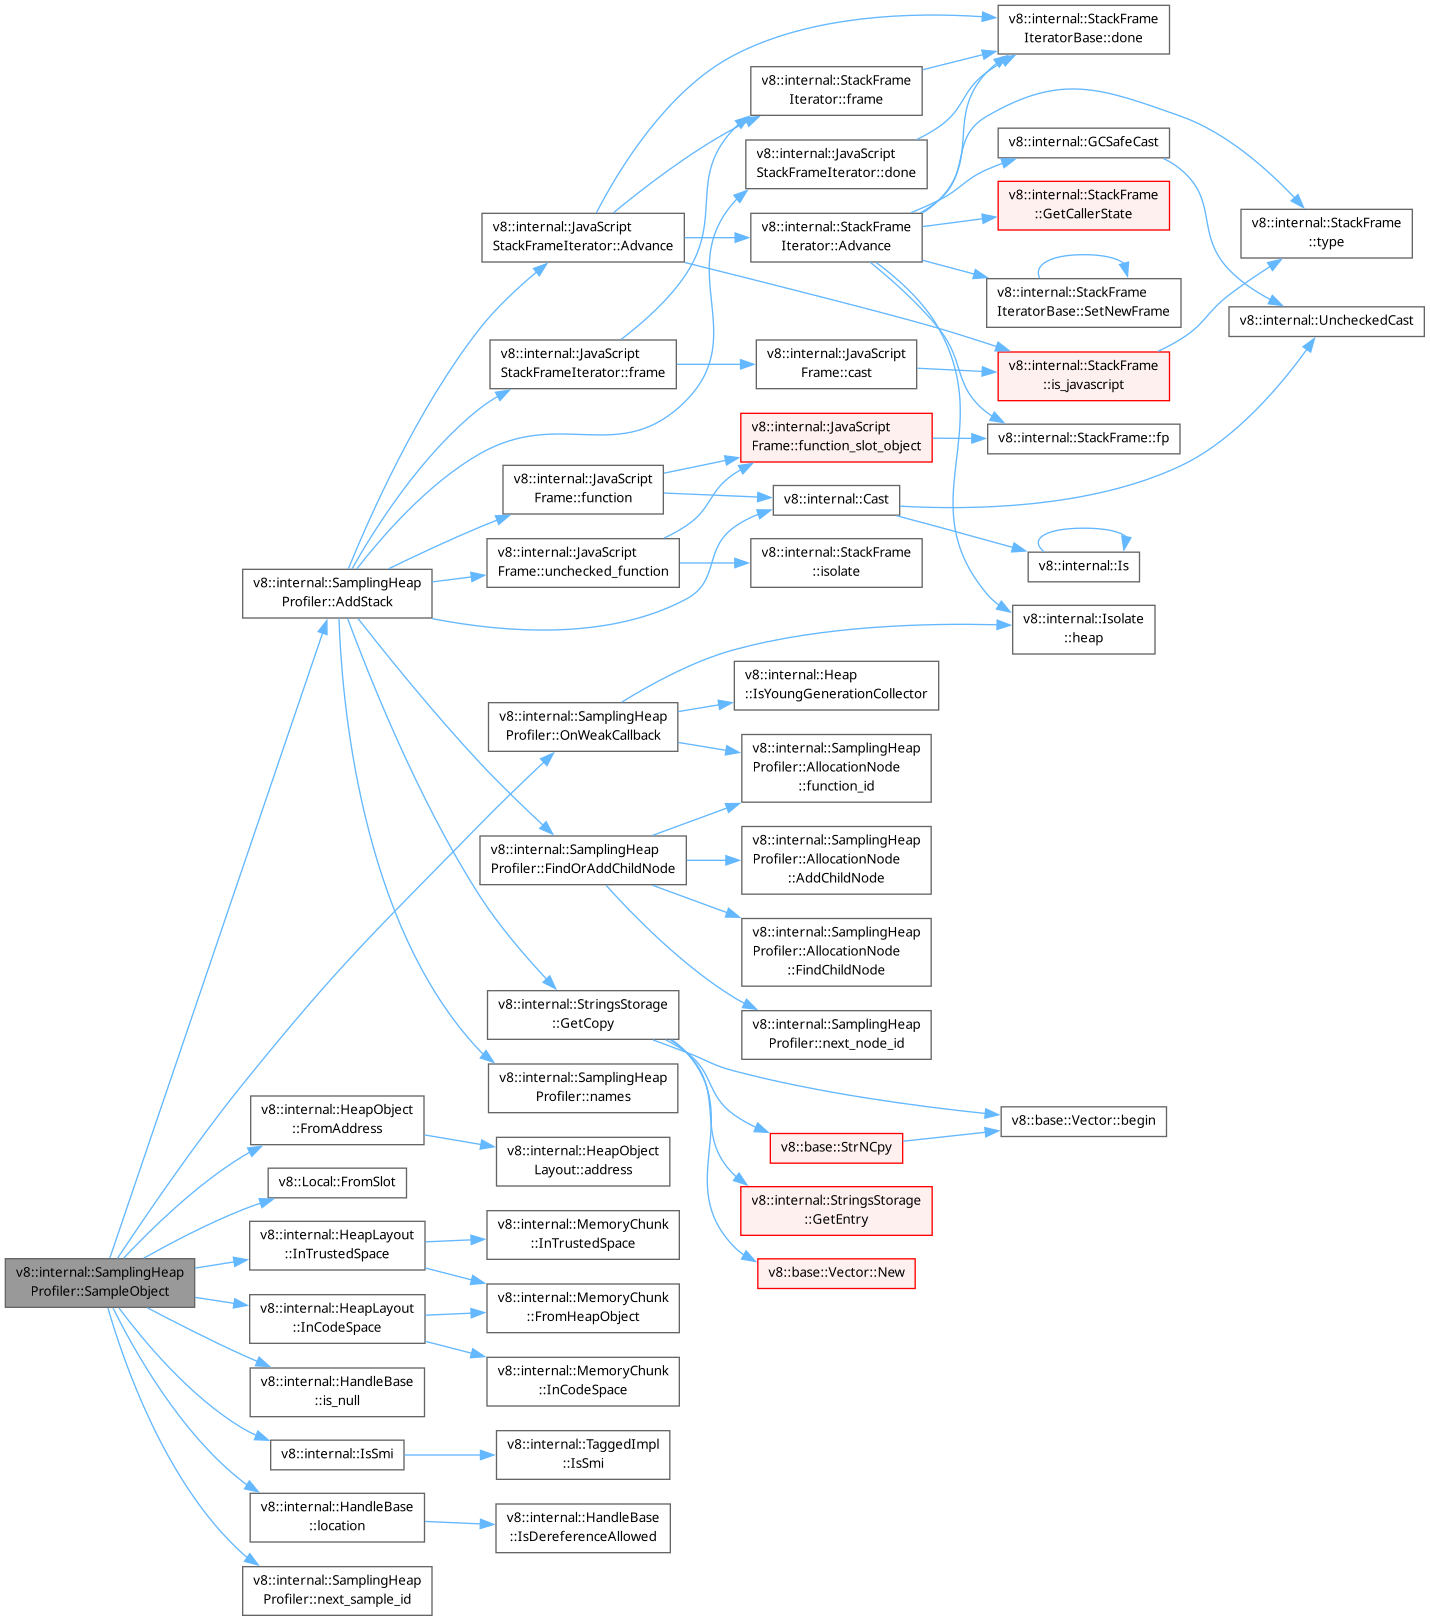 v8::internal::StackFrame
IteratorBase::done
v8::internal::StackFrame
Iterator::frame
v8::internal::JavaScript
StackFrameIterator::done
v8::internal::GCSafeCast
v8::internal::StackFrame
::GetCallerState
v8::internal::JavaScript
StackFrameIterator::Advance
v8::internal::StackFrame
Iterator::Advance
v8::internal::StackFrame
::type
v8::internal::StackFrame
IteratorBase::SetNewFrame
v8::internal::UncheckedCast
v8::internal::JavaScript
StackFrameIterator::frame
v8::internal::JavaScript
Frame::cast
v8::internal::StackFrame
::is_javascript
v8::internal::JavaScript
Frame::function_slot_object
v8::internal::StackFrame::fp
v8::internal::JavaScript
Frame::function
v8::internal::Cast
v8::internal::JavaScript
Frame::unchecked_function
v8::internal::StackFrame
::isolate
v8::internal::Is
v8::internal::SamplingHeap
Profiler::AddStack
v8::internal::Isolate
::heap
v8::internal::Heap
::IsYoungGenerationCollector
v8::internal::SamplingHeap
Profiler::OnWeakCallback
v8::internal::SamplingHeap
Profiler::AllocationNode
::function_id
v8::internal::SamplingHeap
Profiler::FindOrAddChildNode
v8::internal::SamplingHeap
Profiler::AllocationNode
::AddChildNode
v8::internal::SamplingHeap
Profiler::AllocationNode
::FindChildNode
v8::internal::StringsStorage
::GetCopy
v8::internal::SamplingHeap
Profiler::next_node_id
v8::internal::SamplingHeap
Profiler::names
v8::internal::HeapObject
::FromAddress
v8::base::Vector::begin
v8::base::StrNCpy
v8::internal::HeapObject
Layout::address
v8::Local::FromSlot
v8::internal::StringsStorage
::GetEntry
v8::internal::HeapLayout
::InTrustedSpace
v8::internal::MemoryChunk
::InTrustedSpace
v8::base::Vector::New
v8::internal::SamplingHeap
Profiler::SampleObject
v8::internal::HeapLayout
::InCodeSpace
v8::internal::MemoryChunk
::FromHeapObject
v8::internal::MemoryChunk
::InCodeSpace
v8::internal::HandleBase
::is_null
v8::internal::IsSmi
v8::internal::TaggedImpl
::IsSmi
v8::internal::HandleBase
::location
v8::internal::HandleBase
::IsDereferenceAllowed
v8::internal::SamplingHeap
Profiler::next_sample_id